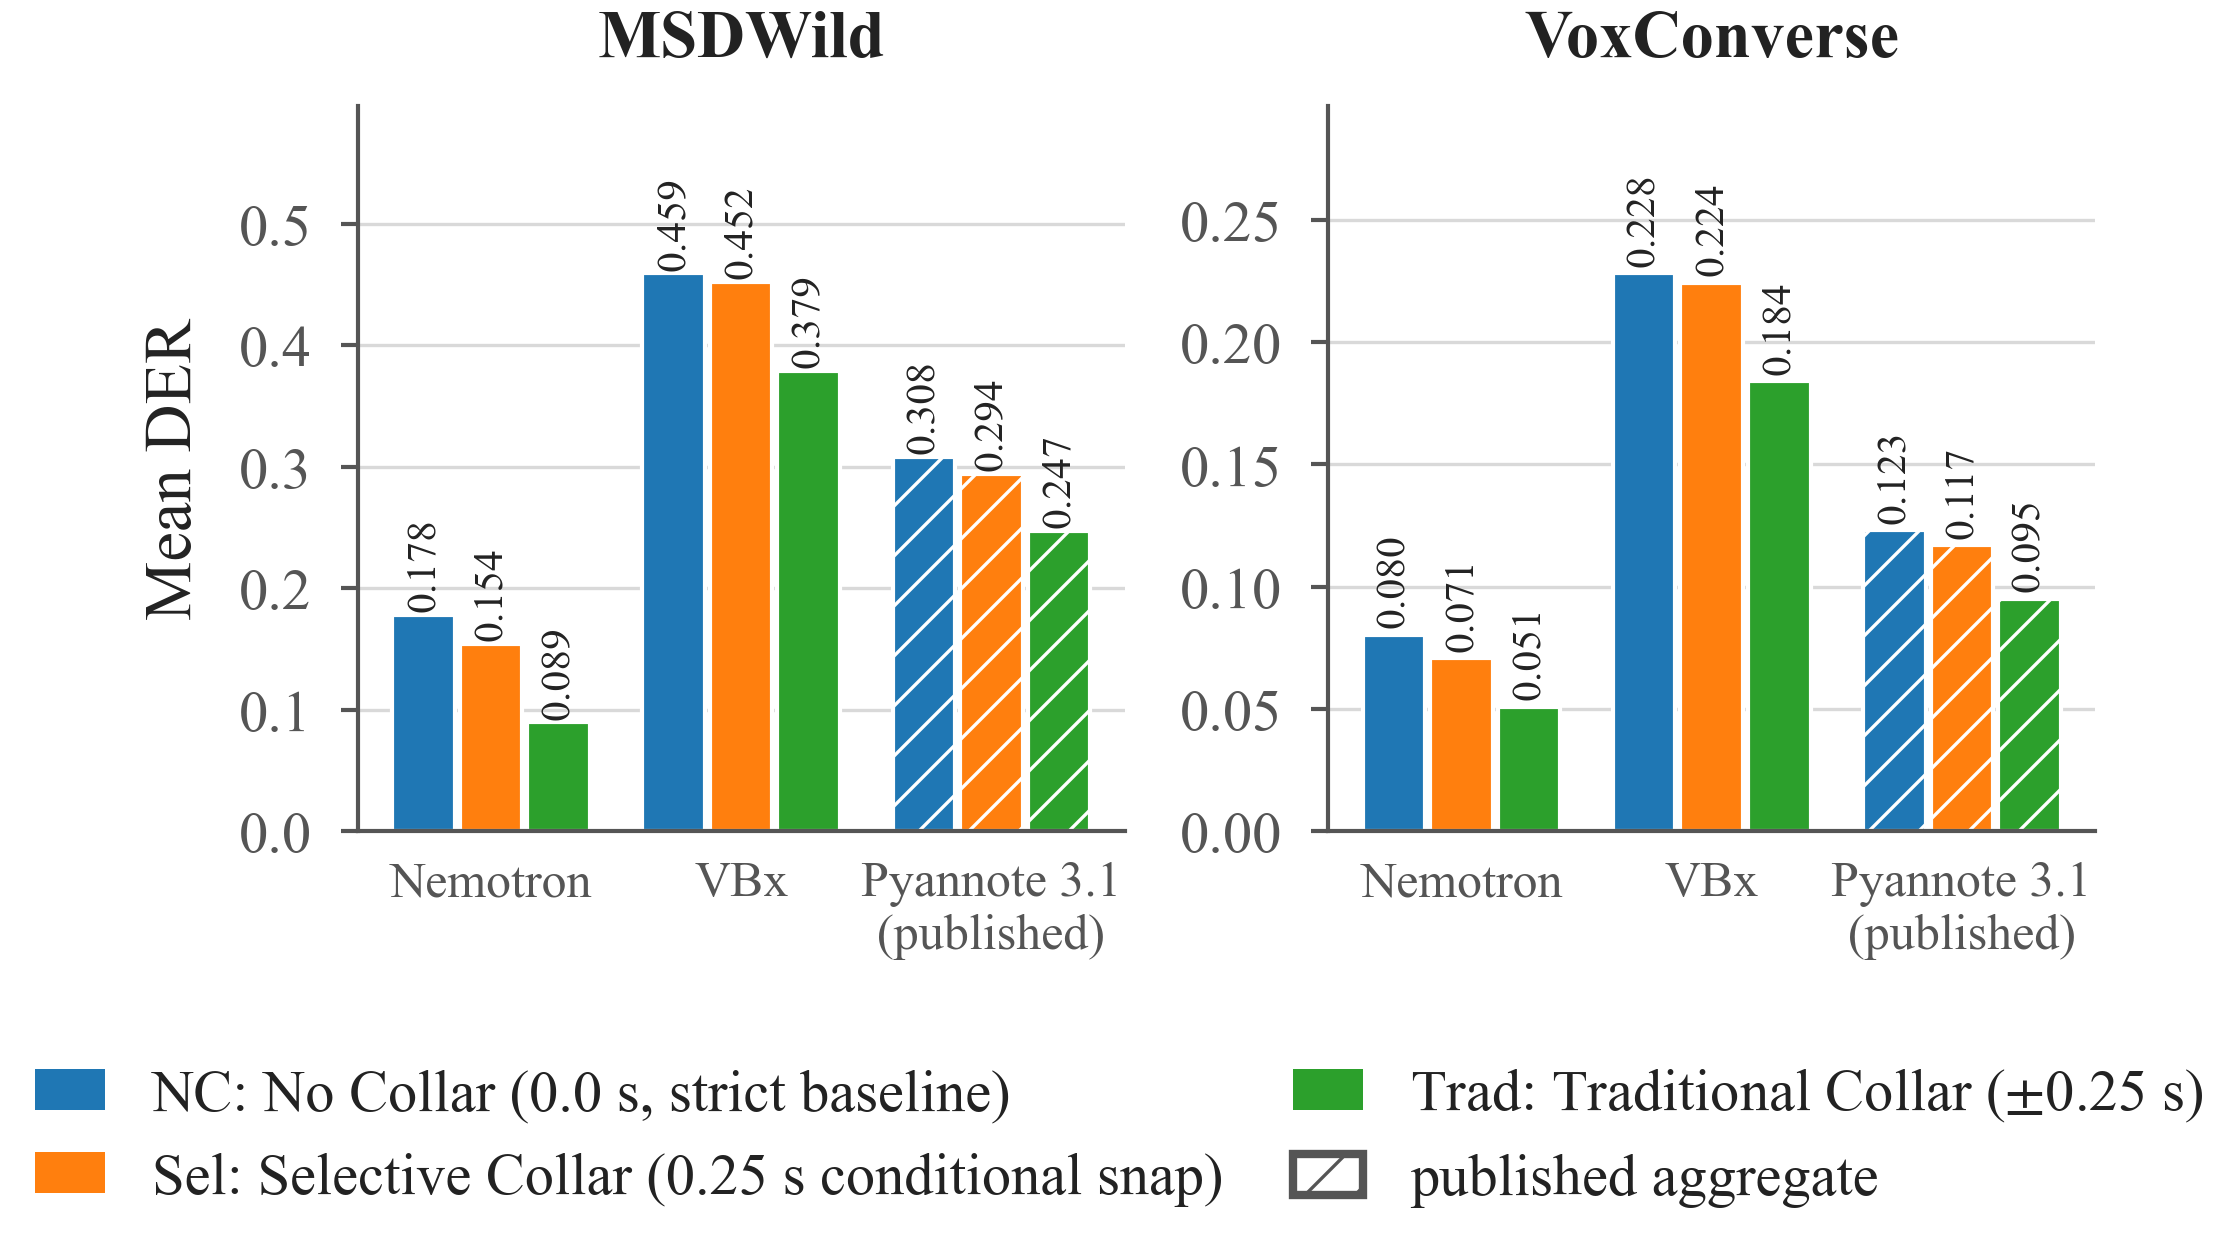 MSDWild
VoxConverse
Mean DER
0.5
0.4
0.3
0.2
0.1
0.0
0.178
0.154
0.089
0.459
0.452
0.379
0.308
0.294
0.247
Nemotron
VBx
Pyannote 3.1
(published)
0.25
0.20
0.15
0.10
0.05
0.00
0.080
0.071
0.051
0.228
0.224
0.184
0.123
0.117
0.095
Nemotron
VBx
Pyannote 3.1
(published)
NC: No Collar (0.0 s, strict baseline)
Sel: Selective Collar (0.25 s conditional snap)
Trad: Traditional Collar (±0.25 s)
published aggregate